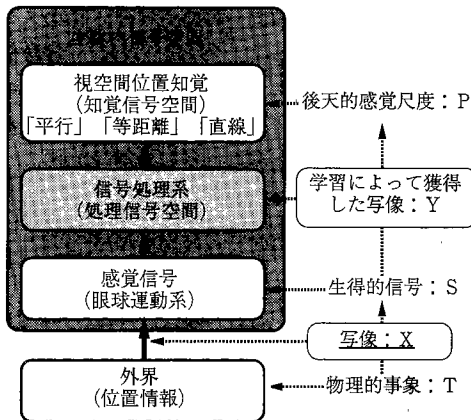 視空間位置知覚
(知覚信号空間)
「平行」「等距離」「直線」
後天的感覚尺度：P
信号処理系
(処理信号空間)
学習によって獲得
した写像：Y
感覚信号
(眼球運動系)
生得的信号：S
写像：X
外界
(位置情報)
物理的事象：T